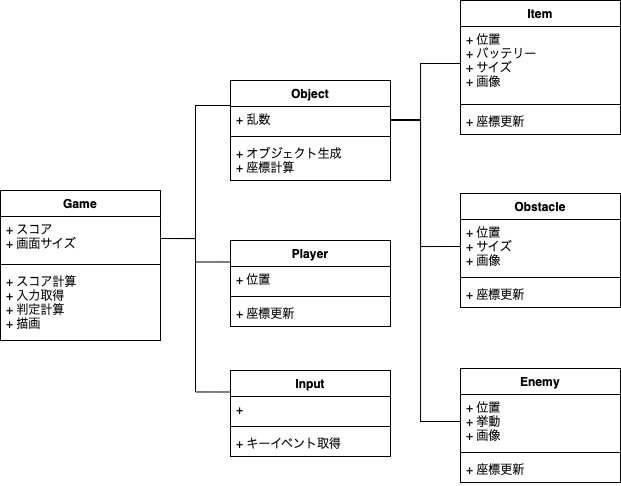 Game
+ スコア
+ 画面サイズ
+ スコア計算
+ 入力取得
+ 判定計算
+ 描画
Object
+ 乱数
+ オブジェクト生成
+ 座標計算
Player
+ 位置
+ 座標更新
Input
+
+ キーイベント取得
Item
+ 位置
+ バッテリー
+ サイズ
+ 画像
+ 座標更新
Obstacle
+ 位置
+ サイズ
+ 画像
+ 座標更新
Enemy
+ 位置
+ 挙動
+ 画像
+ 座標更新